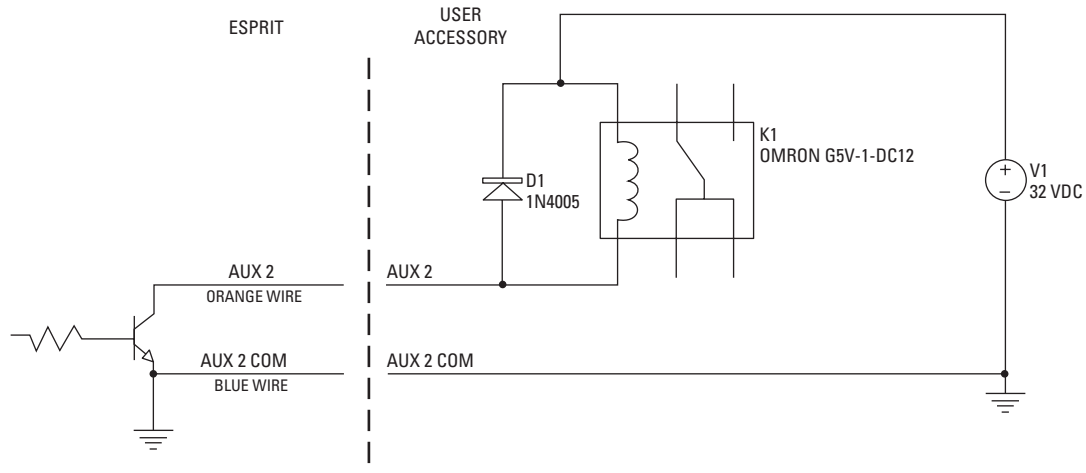 ESPRIT
USER
ACCESSORY
K1
OMRON G5V-1-DC12
+
−
V1
32 VDC
D1
1N4005
AUX 2
ORANGE WIRE
AUX 2
AUX 2 COM
BLUE WIRE
AUX 2 COM